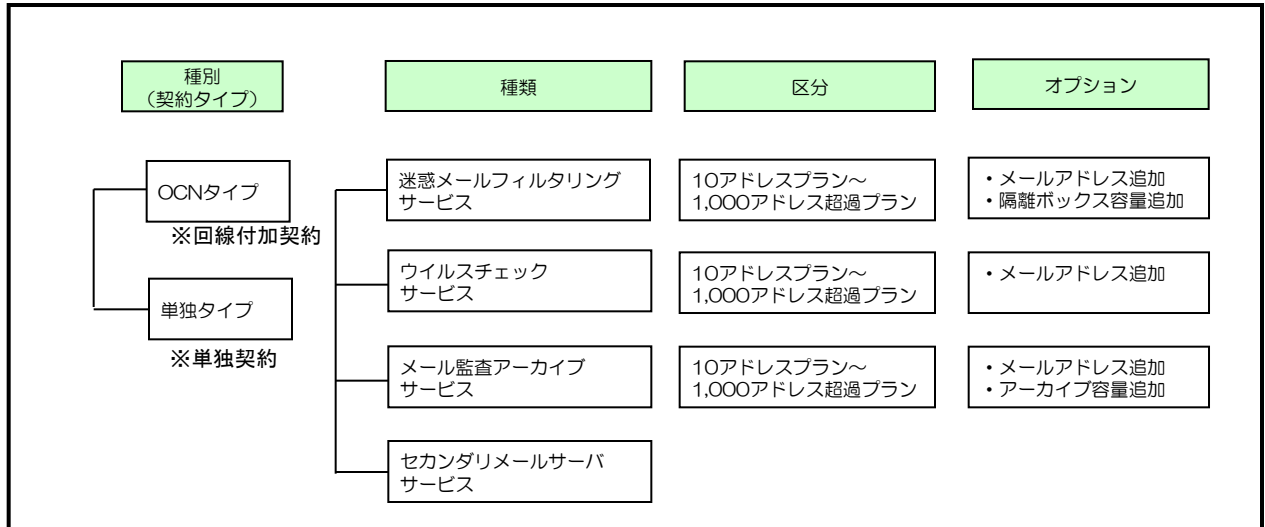 種別
(契約タイプ)
種類
区分
オプション
OCNタイプ
※回線付加契約
単独タイプ
※単独契約
迷惑メールフィルタリング
サービス
10アドレスプラン～
1,000アドレス超過プラン
・メールアドレス追加
・隔離ボックス容量追加
ウイルスチェック
サービス
10アドレスプラン～
1,000アドレス超過プラン
・メールアドレス追加
メール監査アーカイブ
サービス
10アドレスプラン～
1,000アドレス超過プラン
・メールアドレス追加
・アーカイブ容量追加
セカンダリメールサーバ
サービス